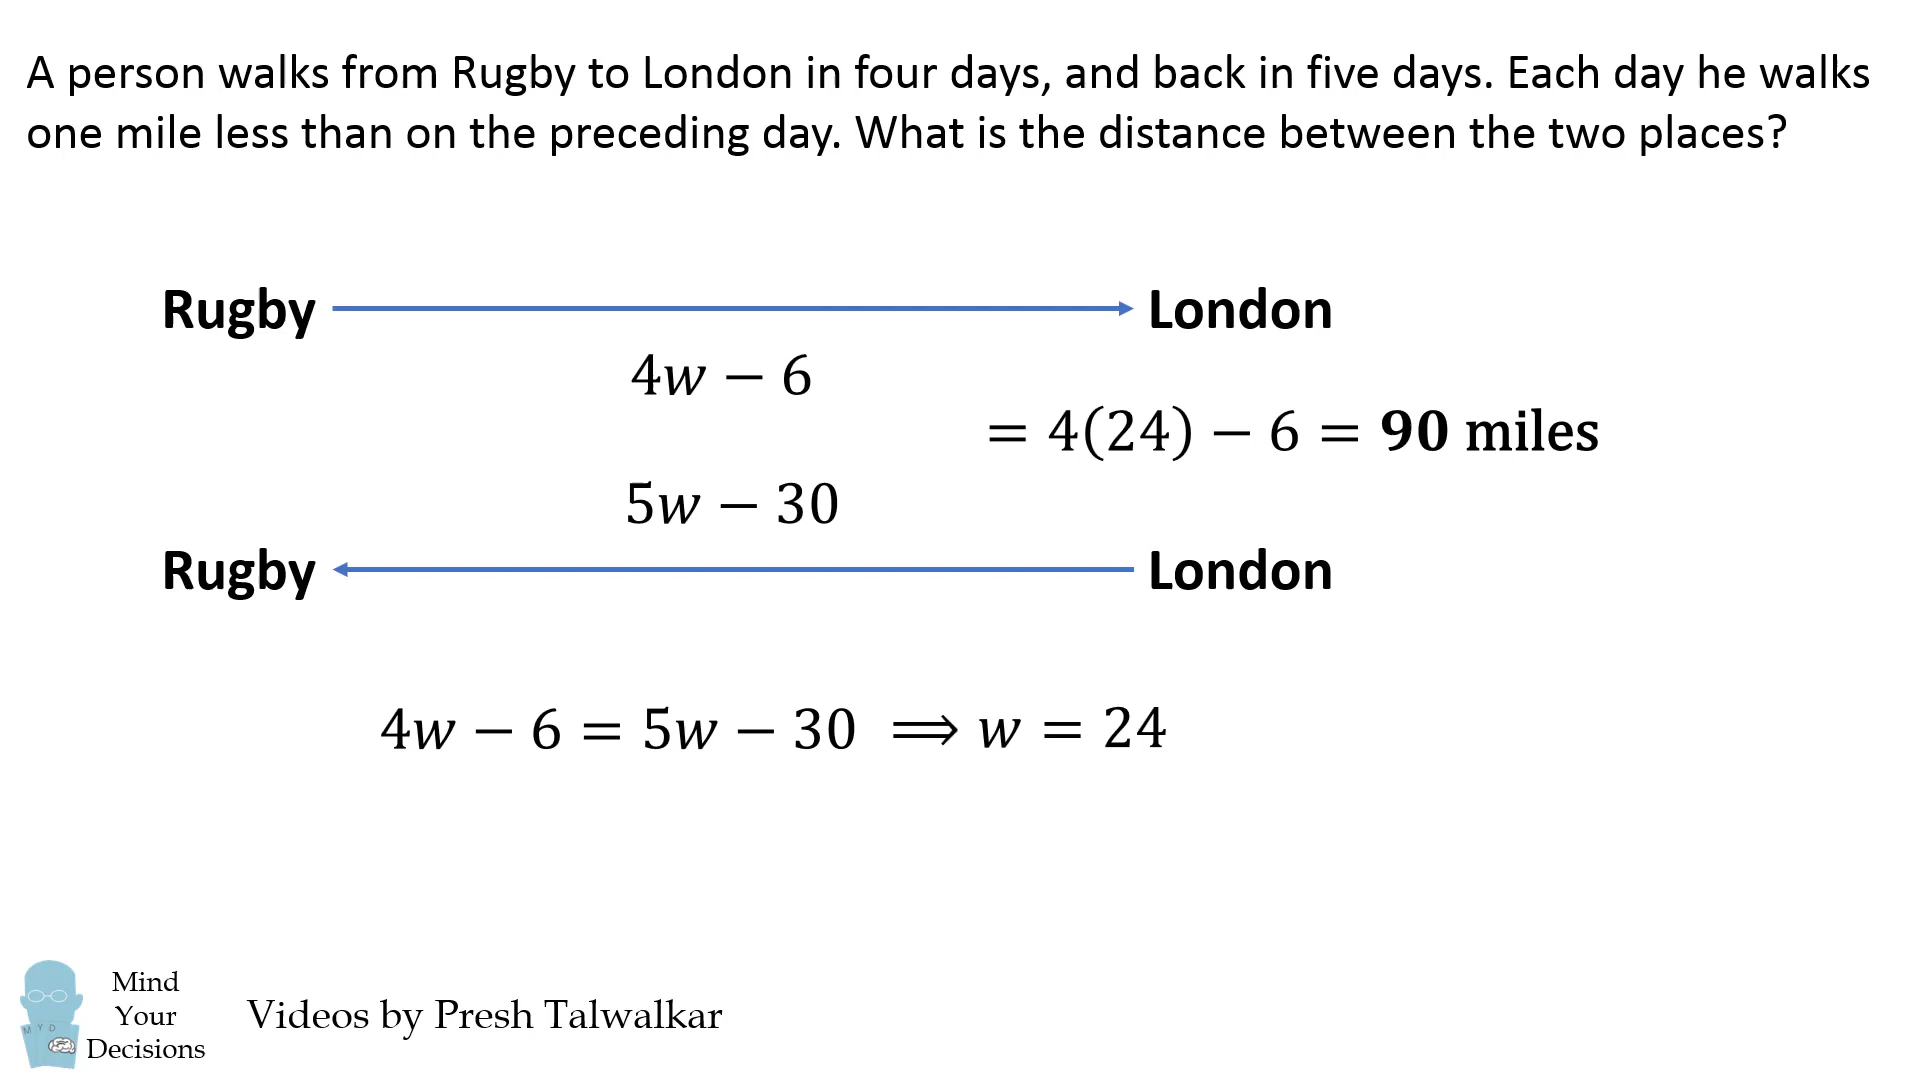 A person walks from Rugby to London in four days, and back in five days. Each day he walks
one mile less than on the preceding day. What is the distance between the two places?
Rugby London
4w − 6
= 4(24) − 6 = 90 miles
5w − 30
Rugby London
4w − 6 = 5w − 30 ⟹ w = 24
M Y D
Mind
Your
Decisions
Videos by Presh Talwalkar